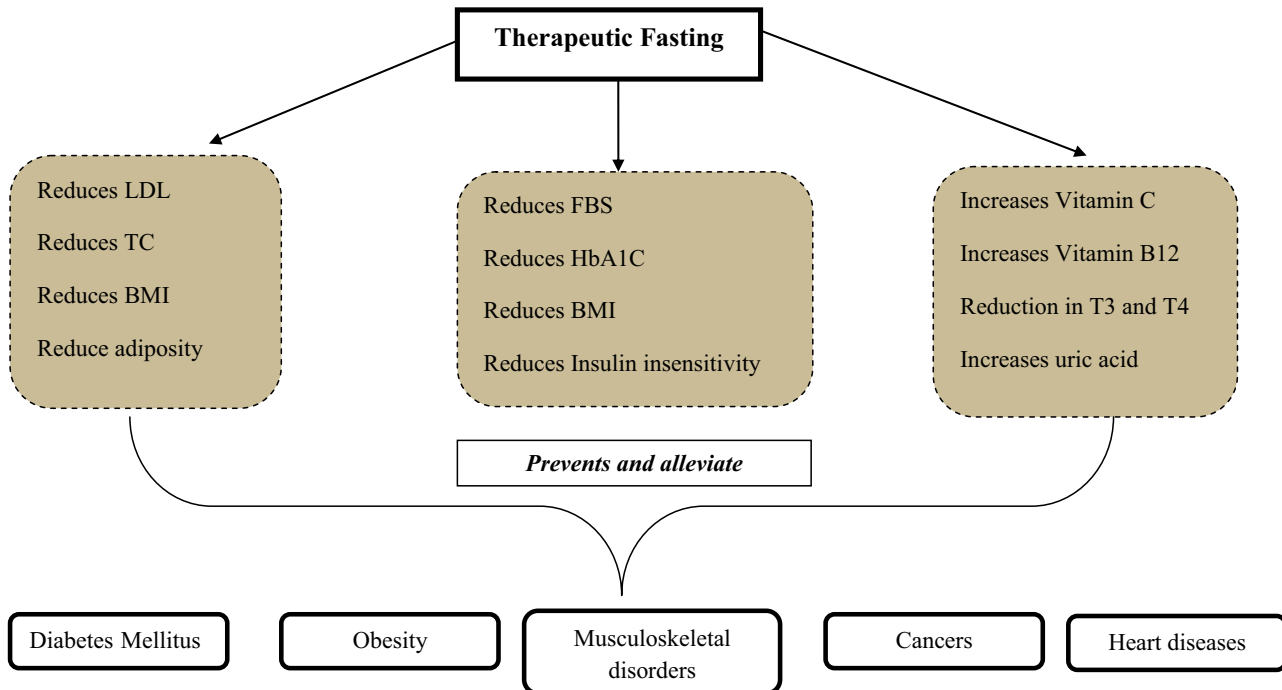 Therapeutic Fasting
Reduces LDL
Reduces TC
Reduces BMI
Reduce adiposity
Reduces FBS
Reduces HbA1C
Reduces BMI
Reduces Insulin insensitivity
Increases Vitamin C
Increases Vitamin B12
Reduction in T3 and T4
Increases uric acid
Prevents and alleviate
Diabetes Mellitus
Obesity
Musculoskeletal
disorders
Cancers
Heart diseases